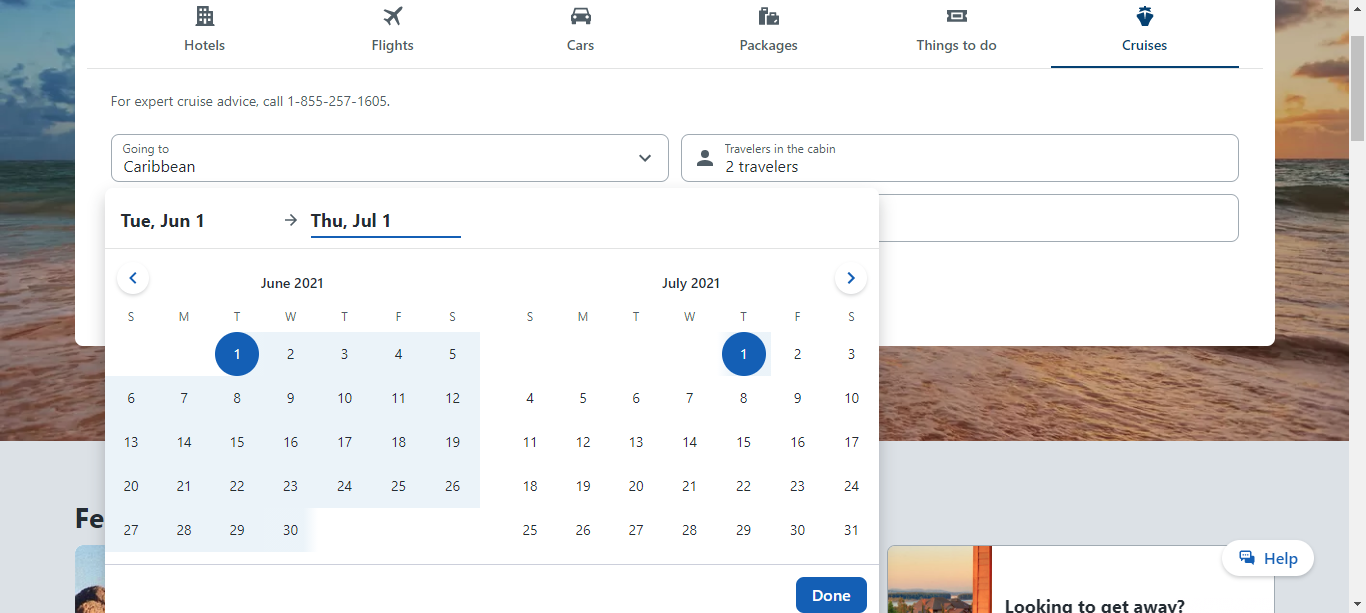 Hotels Flights Cars Packages Things to do Cruises
For expert cruise advice, call 1-855-257-1605.
Going to
Caribbean
Travelers in the cabin
2 travelers
Tue, Jun 1
Thu, Jul 1
June 2021
S M T W T F S
1 2 3 4 5
6 7 8 9 10 11 12
13 14 15 16 17 18 19
20 21 22 23 24 25 26
27 28 29 30
July 2021
S M T W T F S
1 2 3
4 5 6 7 8 9 10
11 12 13 14 15 16 17
18 19 20 21 22 23 24
25 26 27 28 29 30 31
Done
Fe
Help
Looking to get away?